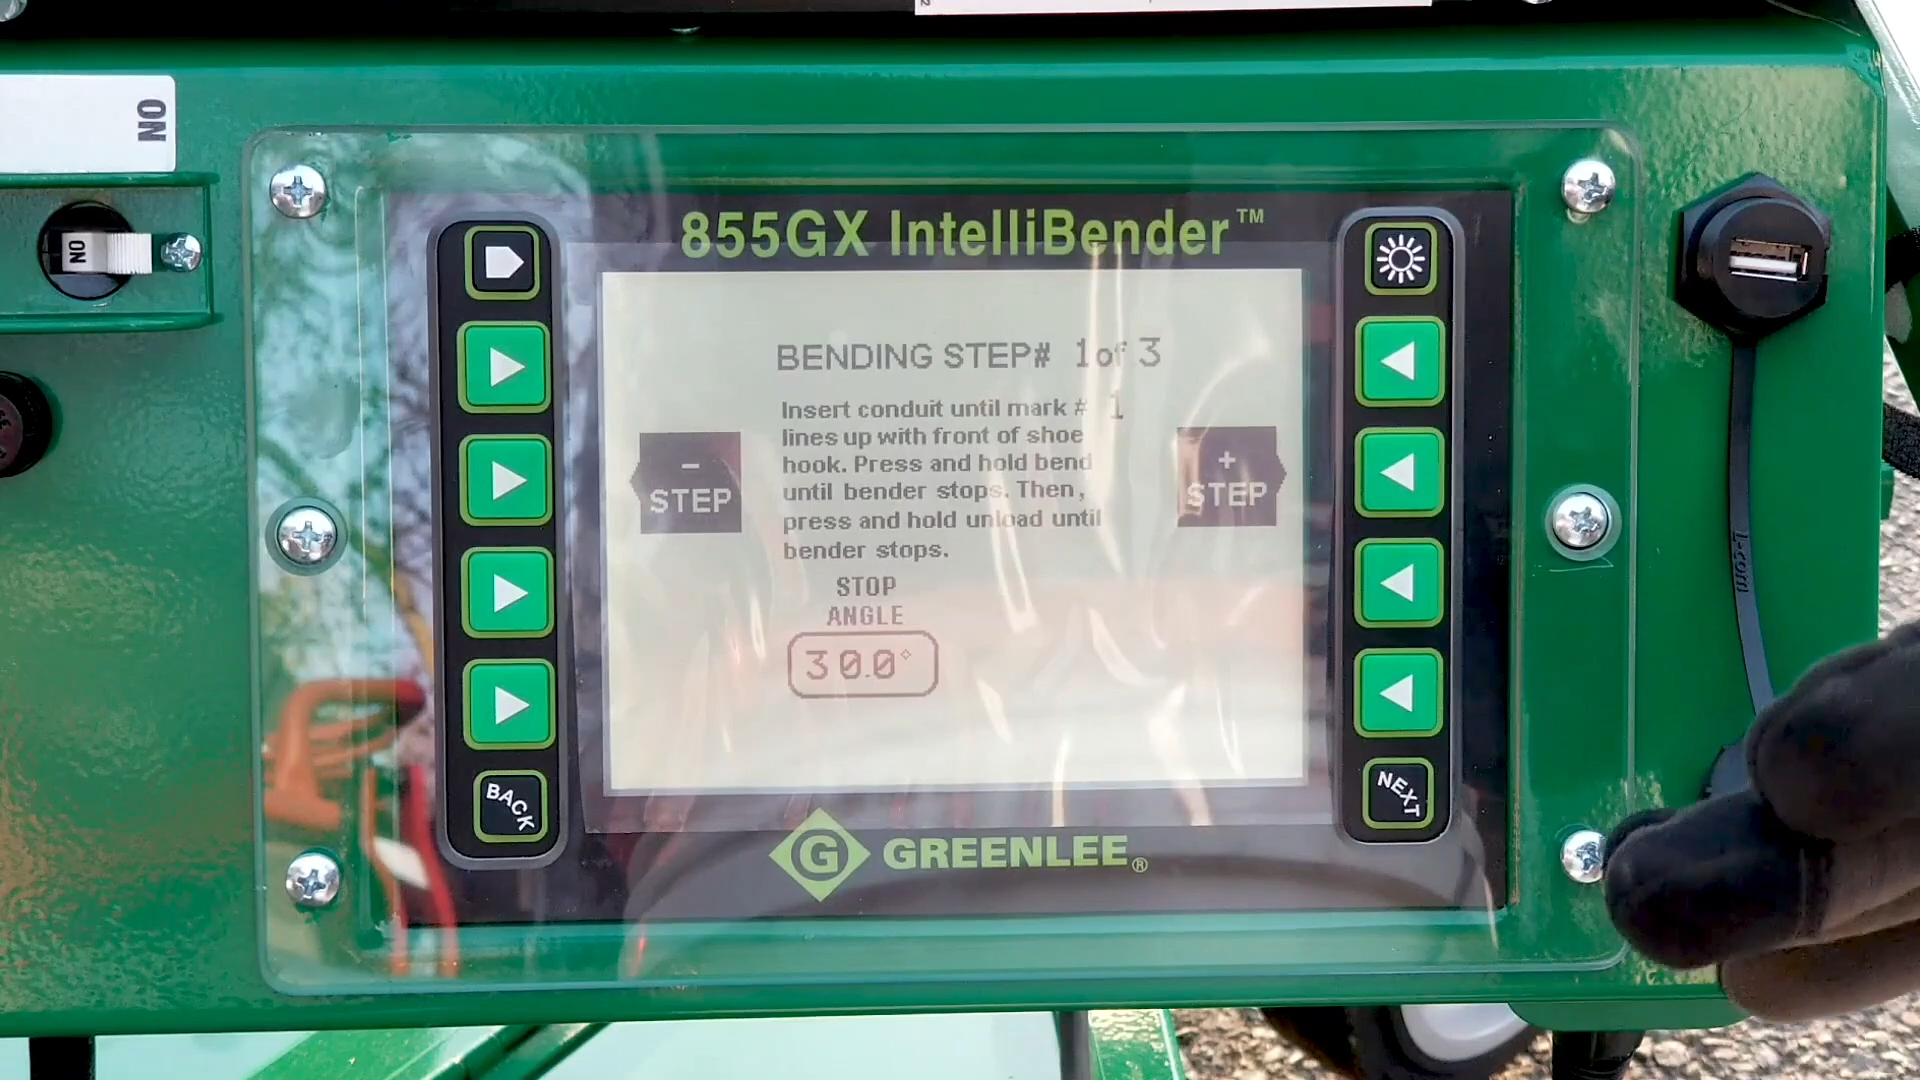 ON
ON
855GX IntelliBender™
BENDING STEP# 1of 3
Insert conduit until mark # 1
lines up with front of shoe
hook. Press and hold bend
until bender stops. Then,
press and hold unload until
bender stops.
− STEP
+ STEP
STOP
ANGLE
30.0°
BACK
NEXT
G GREENLEE®